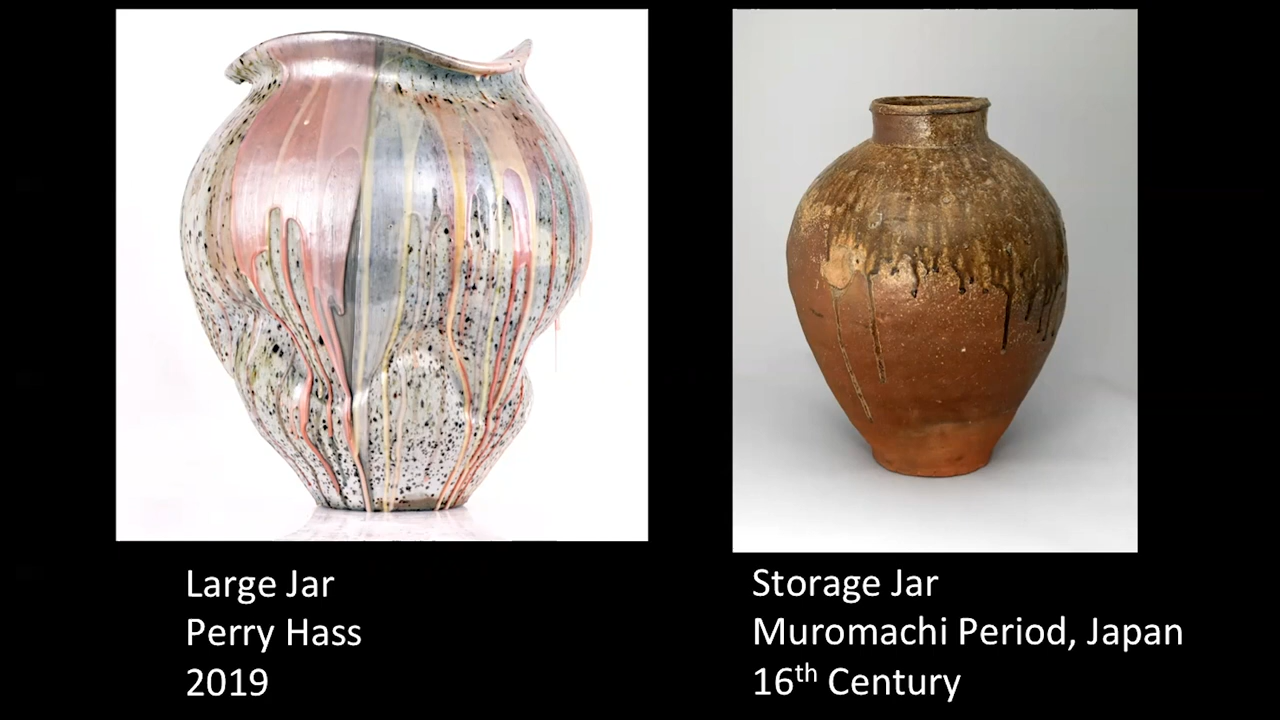 Large Jar
Perry Hass
2019
Storage Jar
Muromachi Period, Japan
16th Century